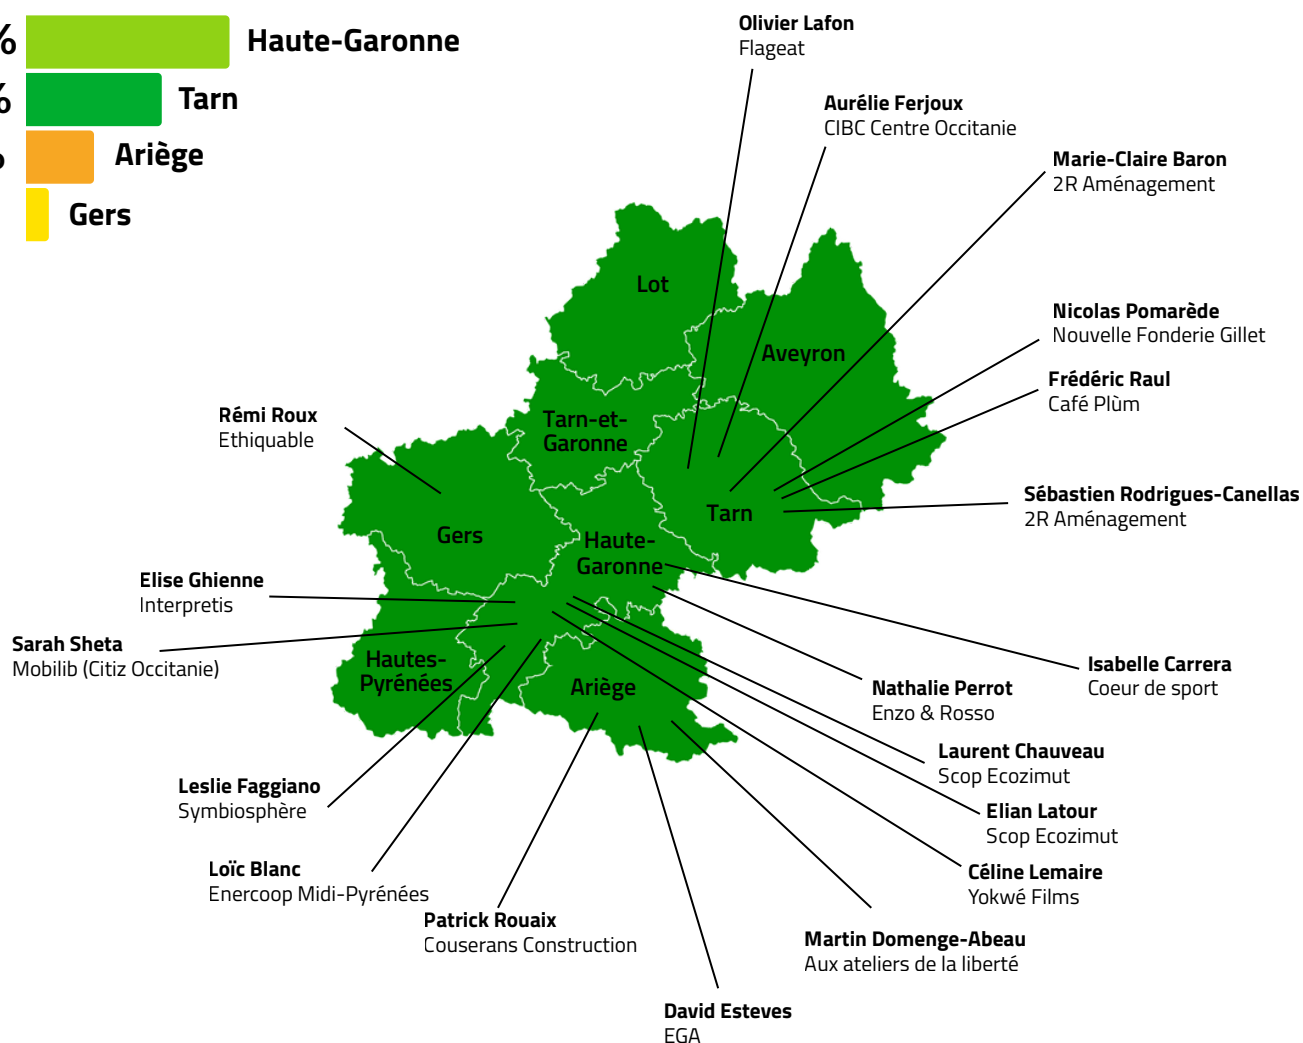 %
Haute-Garonne
%
Tarn
%
Ariège
Gers
Olivier Lafon
Flageat
Aurélie Ferjoux
CIBC Centre Occitanie
Marie-Claire Baron
2R Aménagement
Nicolas Pomarède
Nouvelle Fonderie Gillet
Frédéric Raul
Café Plùm
Sébastien Rodrigues-Canellas
2R Aménagement
Rémi Roux
Ethiquable
Lot
Aveyron
Tarn-et-
Garonne
Tarn
Gers
Haute-
Garonne
Hautes-
Pyrénées
Ariège
Elise Ghienne
Interpretis
Sarah Sheta
Mobilib (Citiz Occitanie)
Isabelle Carrera
Coeur de sport
Nathalie Perrot
Enzo & Rosso
Laurent Chauveau
Scop Ecozimut
Elian Latour
Scop Ecozimut
Céline Lemaire
Yokwé Films
Leslie Faggiano
Symbiosphère
Loïc Blanc
Enercoop Midi-Pyrénées
Patrick Rouaix
Couserans Construction
Martin Domenge-Abeau
Aux ateliers de la liberté
David Esteves
EGA